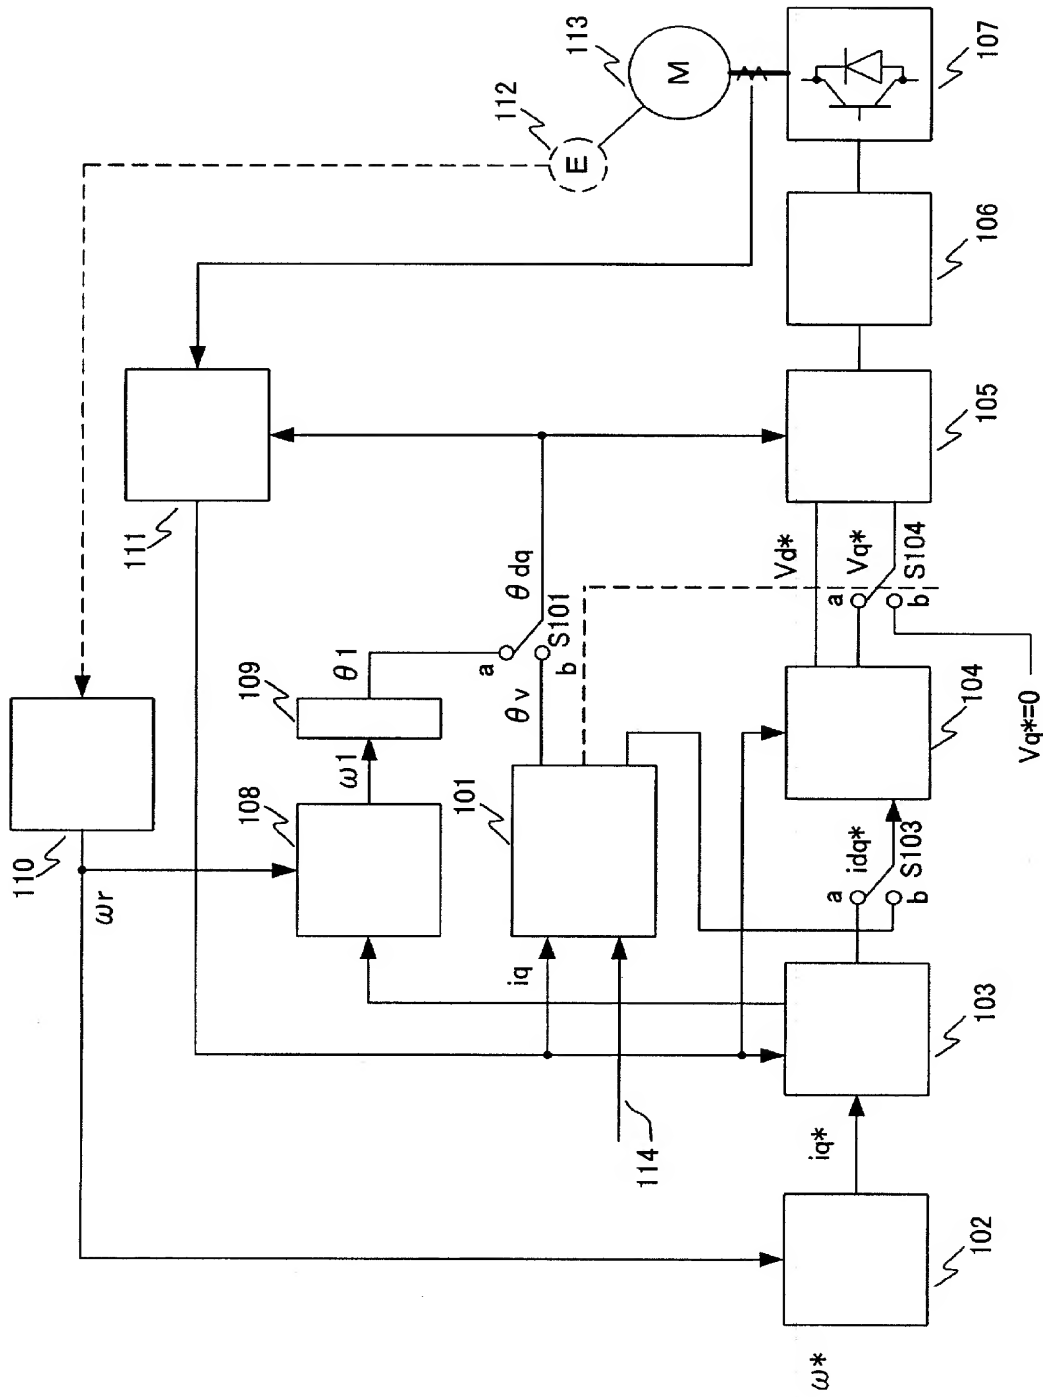 113
M
107
112
E
106
111
105
θdq
Vd*
Vq*
S104
a
b
S101
a
b
θ1
θv
109
ω1
108
101
110
ωr
104
Vq*=0
idq*
S103
a
b
iq
103
114
iq*
102
ω*